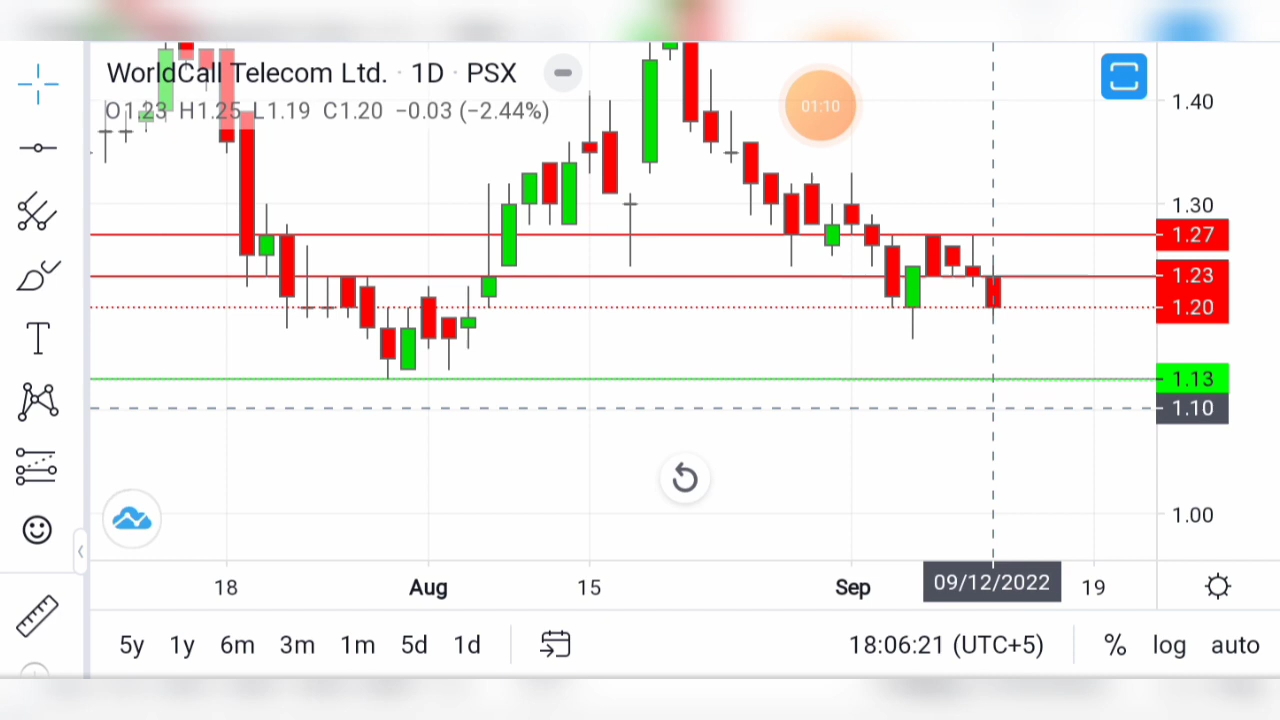 WorldCall Telecom Ltd. · 1D · PSX
O1.23 H1.25 L1.19 C1.20 −0.03 (−2.44%)
01:10
1.40
1.30
1.27
1.23
1.20
1.13
1.10
1.00
18 Aug 15 Sep 09/12/2022 19
5y 1y 6m 3m 1m 5d 1d 18:06:21 (UTC+5) % log auto